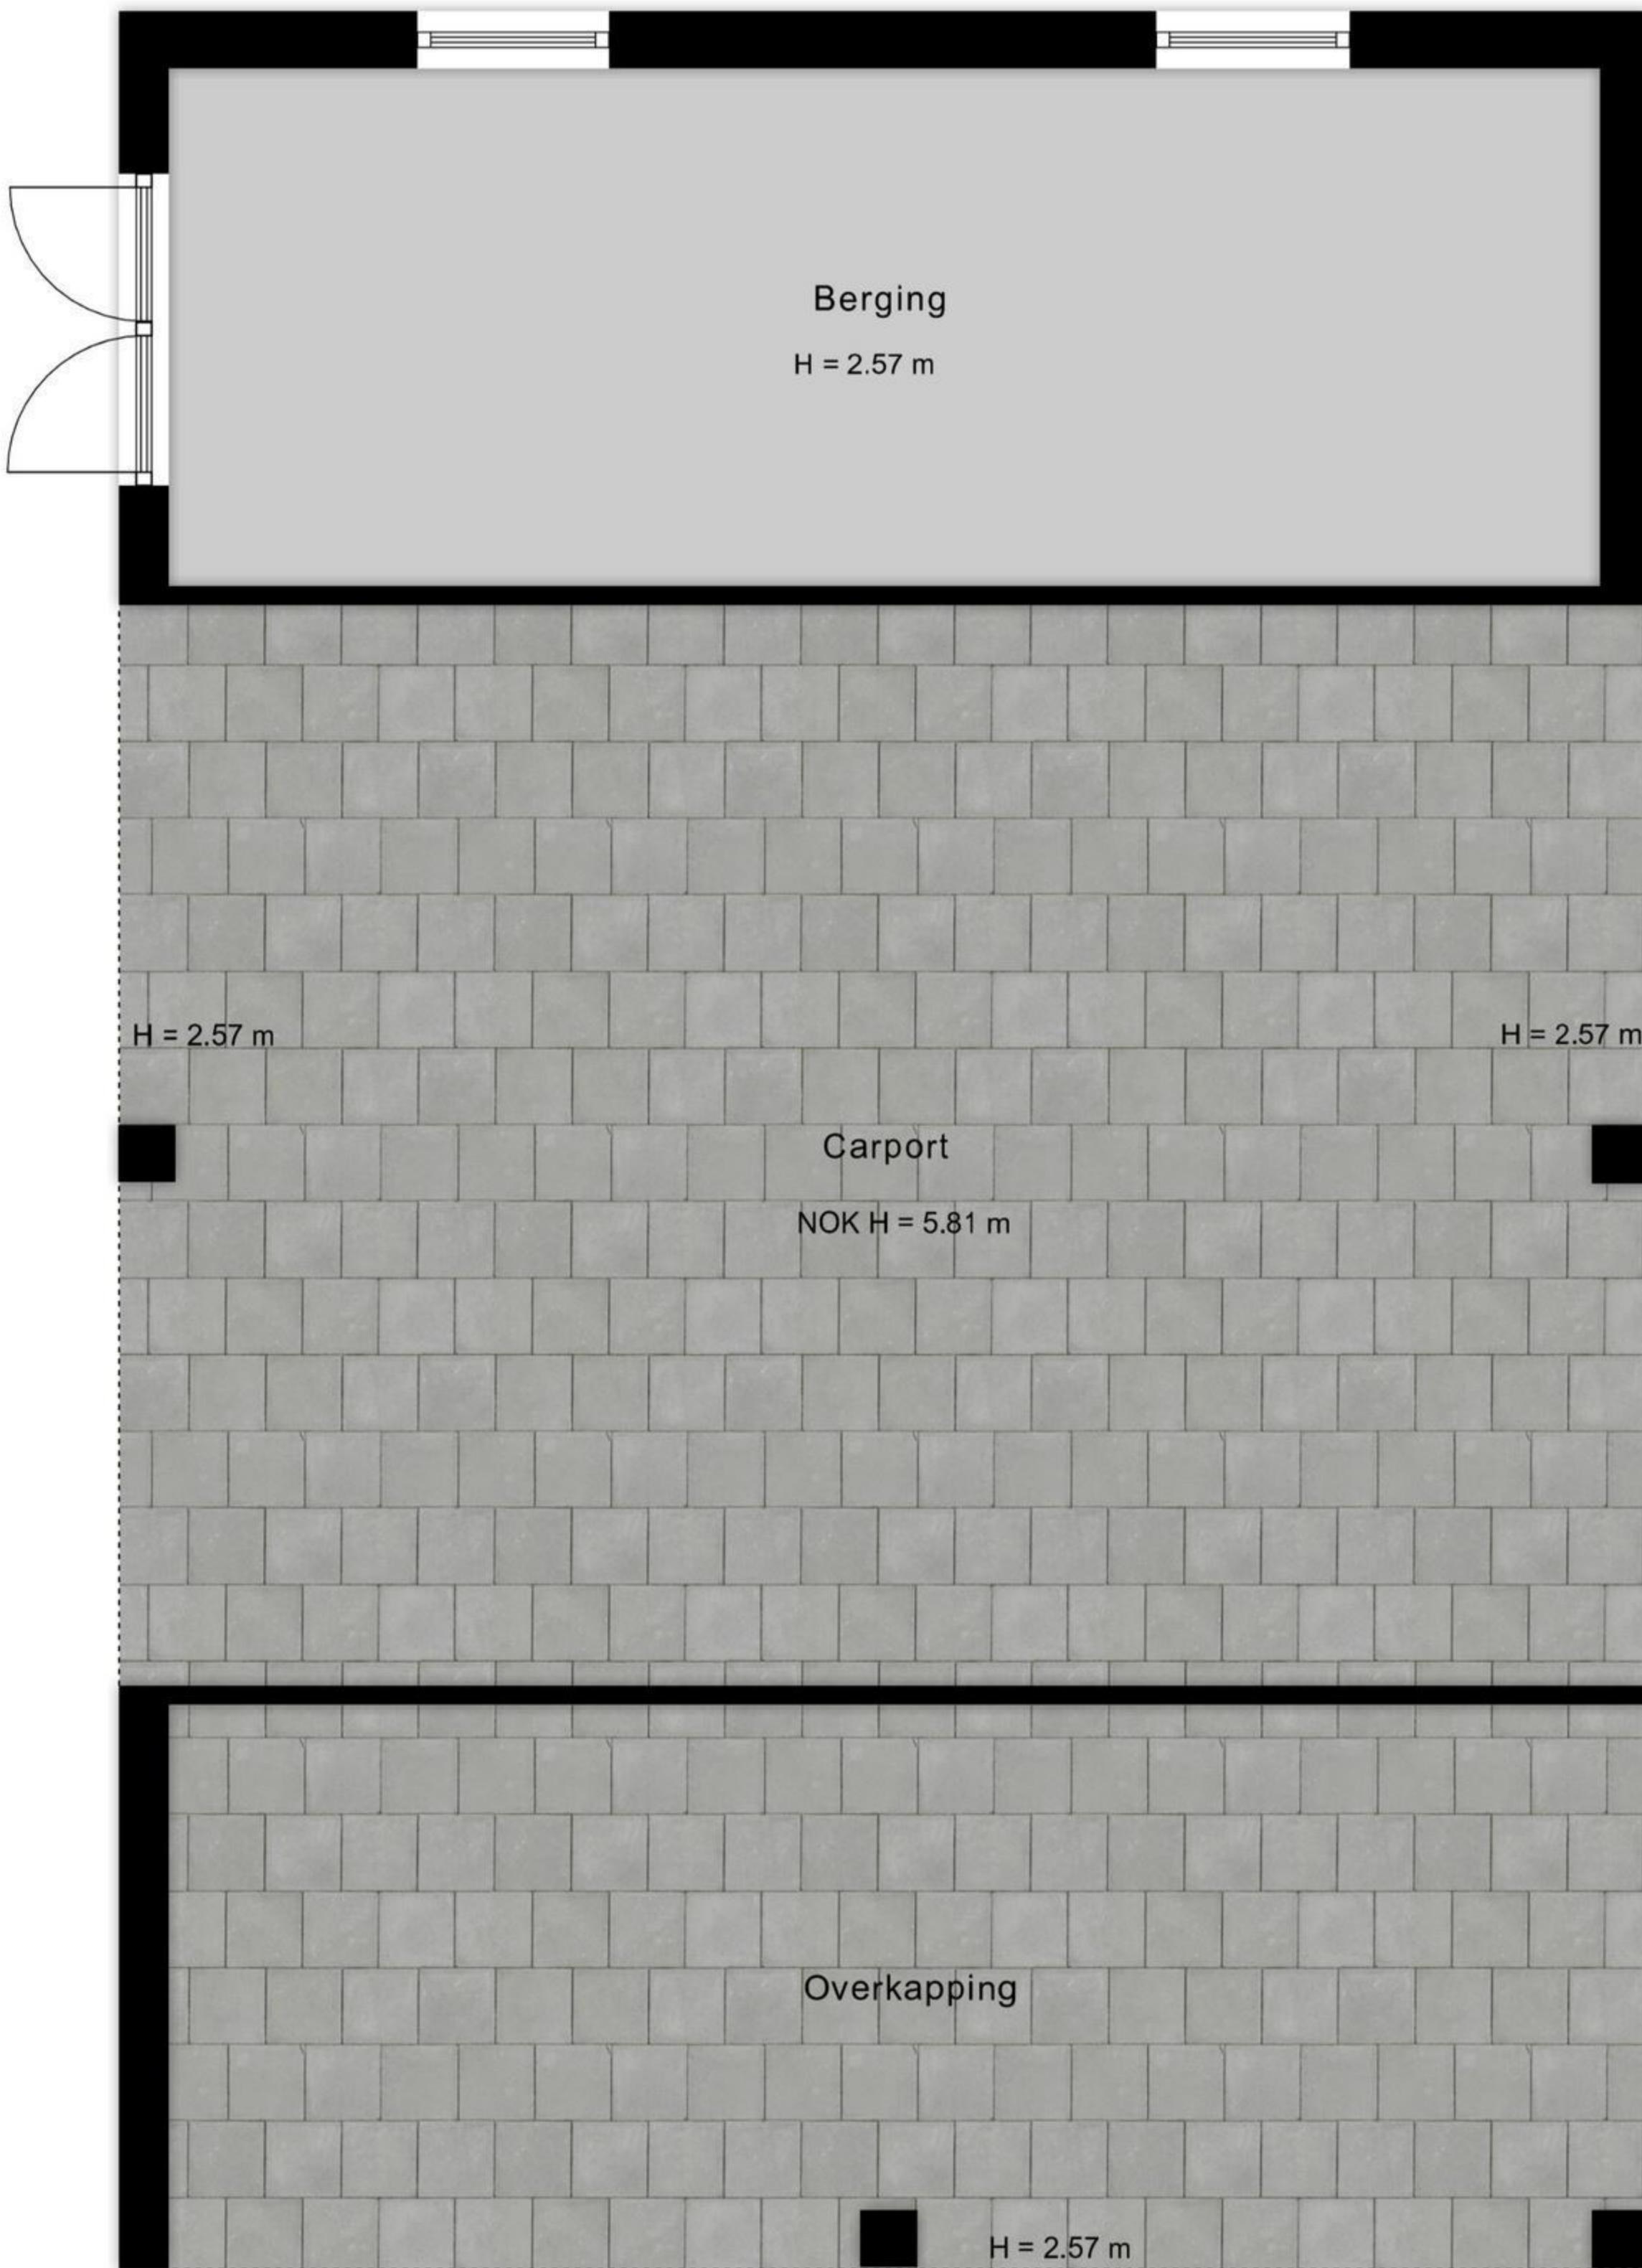 Berging
H = 2.57 m
H = 2.57 m
H = 2.57 m
Carport
NOK H = 5.81 m
Overkapping
H = 2.57 m